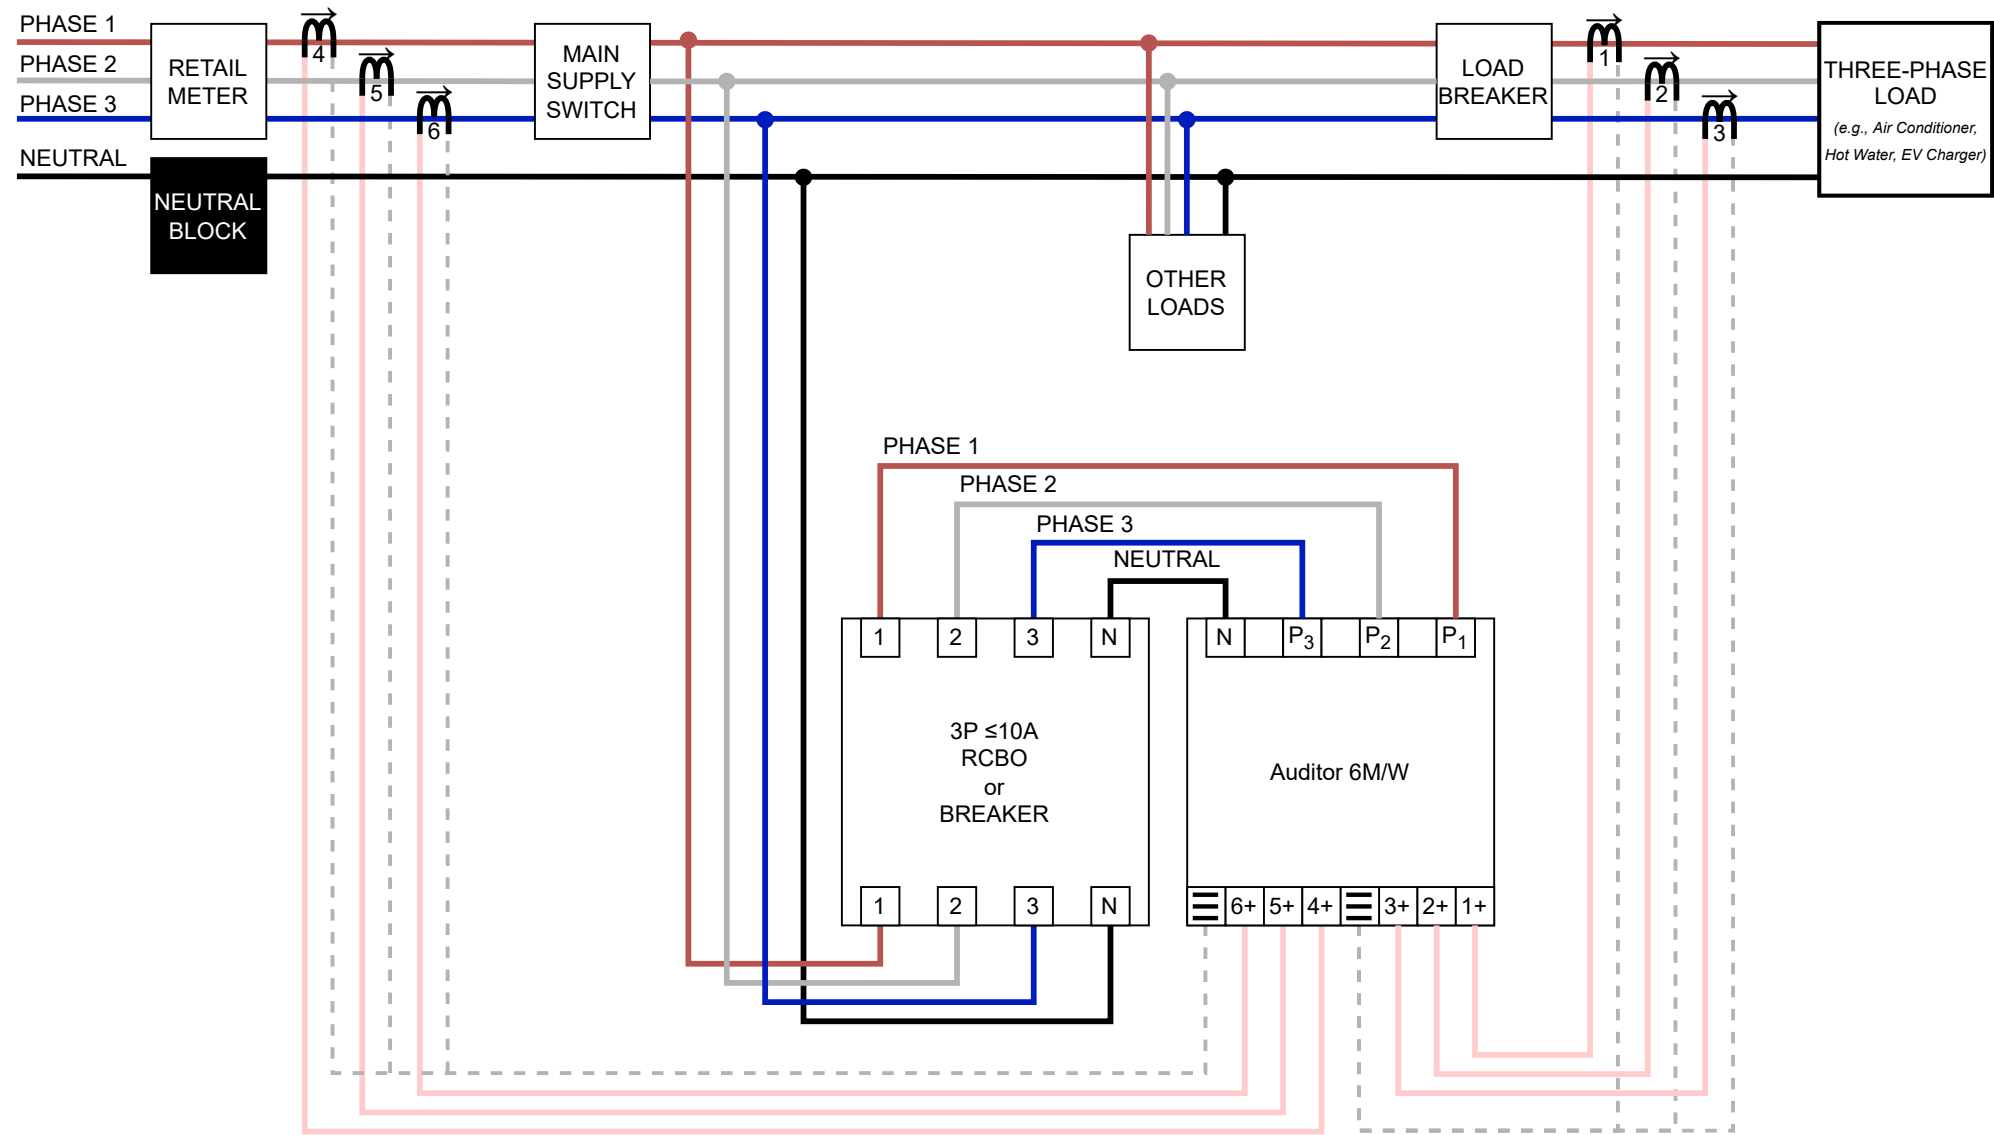 PHASE 1
PHASE 2
PHASE 3
NEUTRAL
RETAIL
METER
NEUTRAL
BLOCK
4
5
6
MAIN
SUPPLY
SWITCH
OTHER
LOADS
LOAD
BREAKER
1
2
3
THREE-PHASE
LOAD
(e.g., Air Conditioner,
Hot Water, EV Charger)
PHASE 1
PHASE 2
PHASE 3
NEUTRAL
1 2 3 N
3P ≤10A
RCBO
or
BREAKER
1 2 3 N
N P3 P2 P1
Auditor 6M/W
6+ 5+ 4+ 3+ 2+ 1+